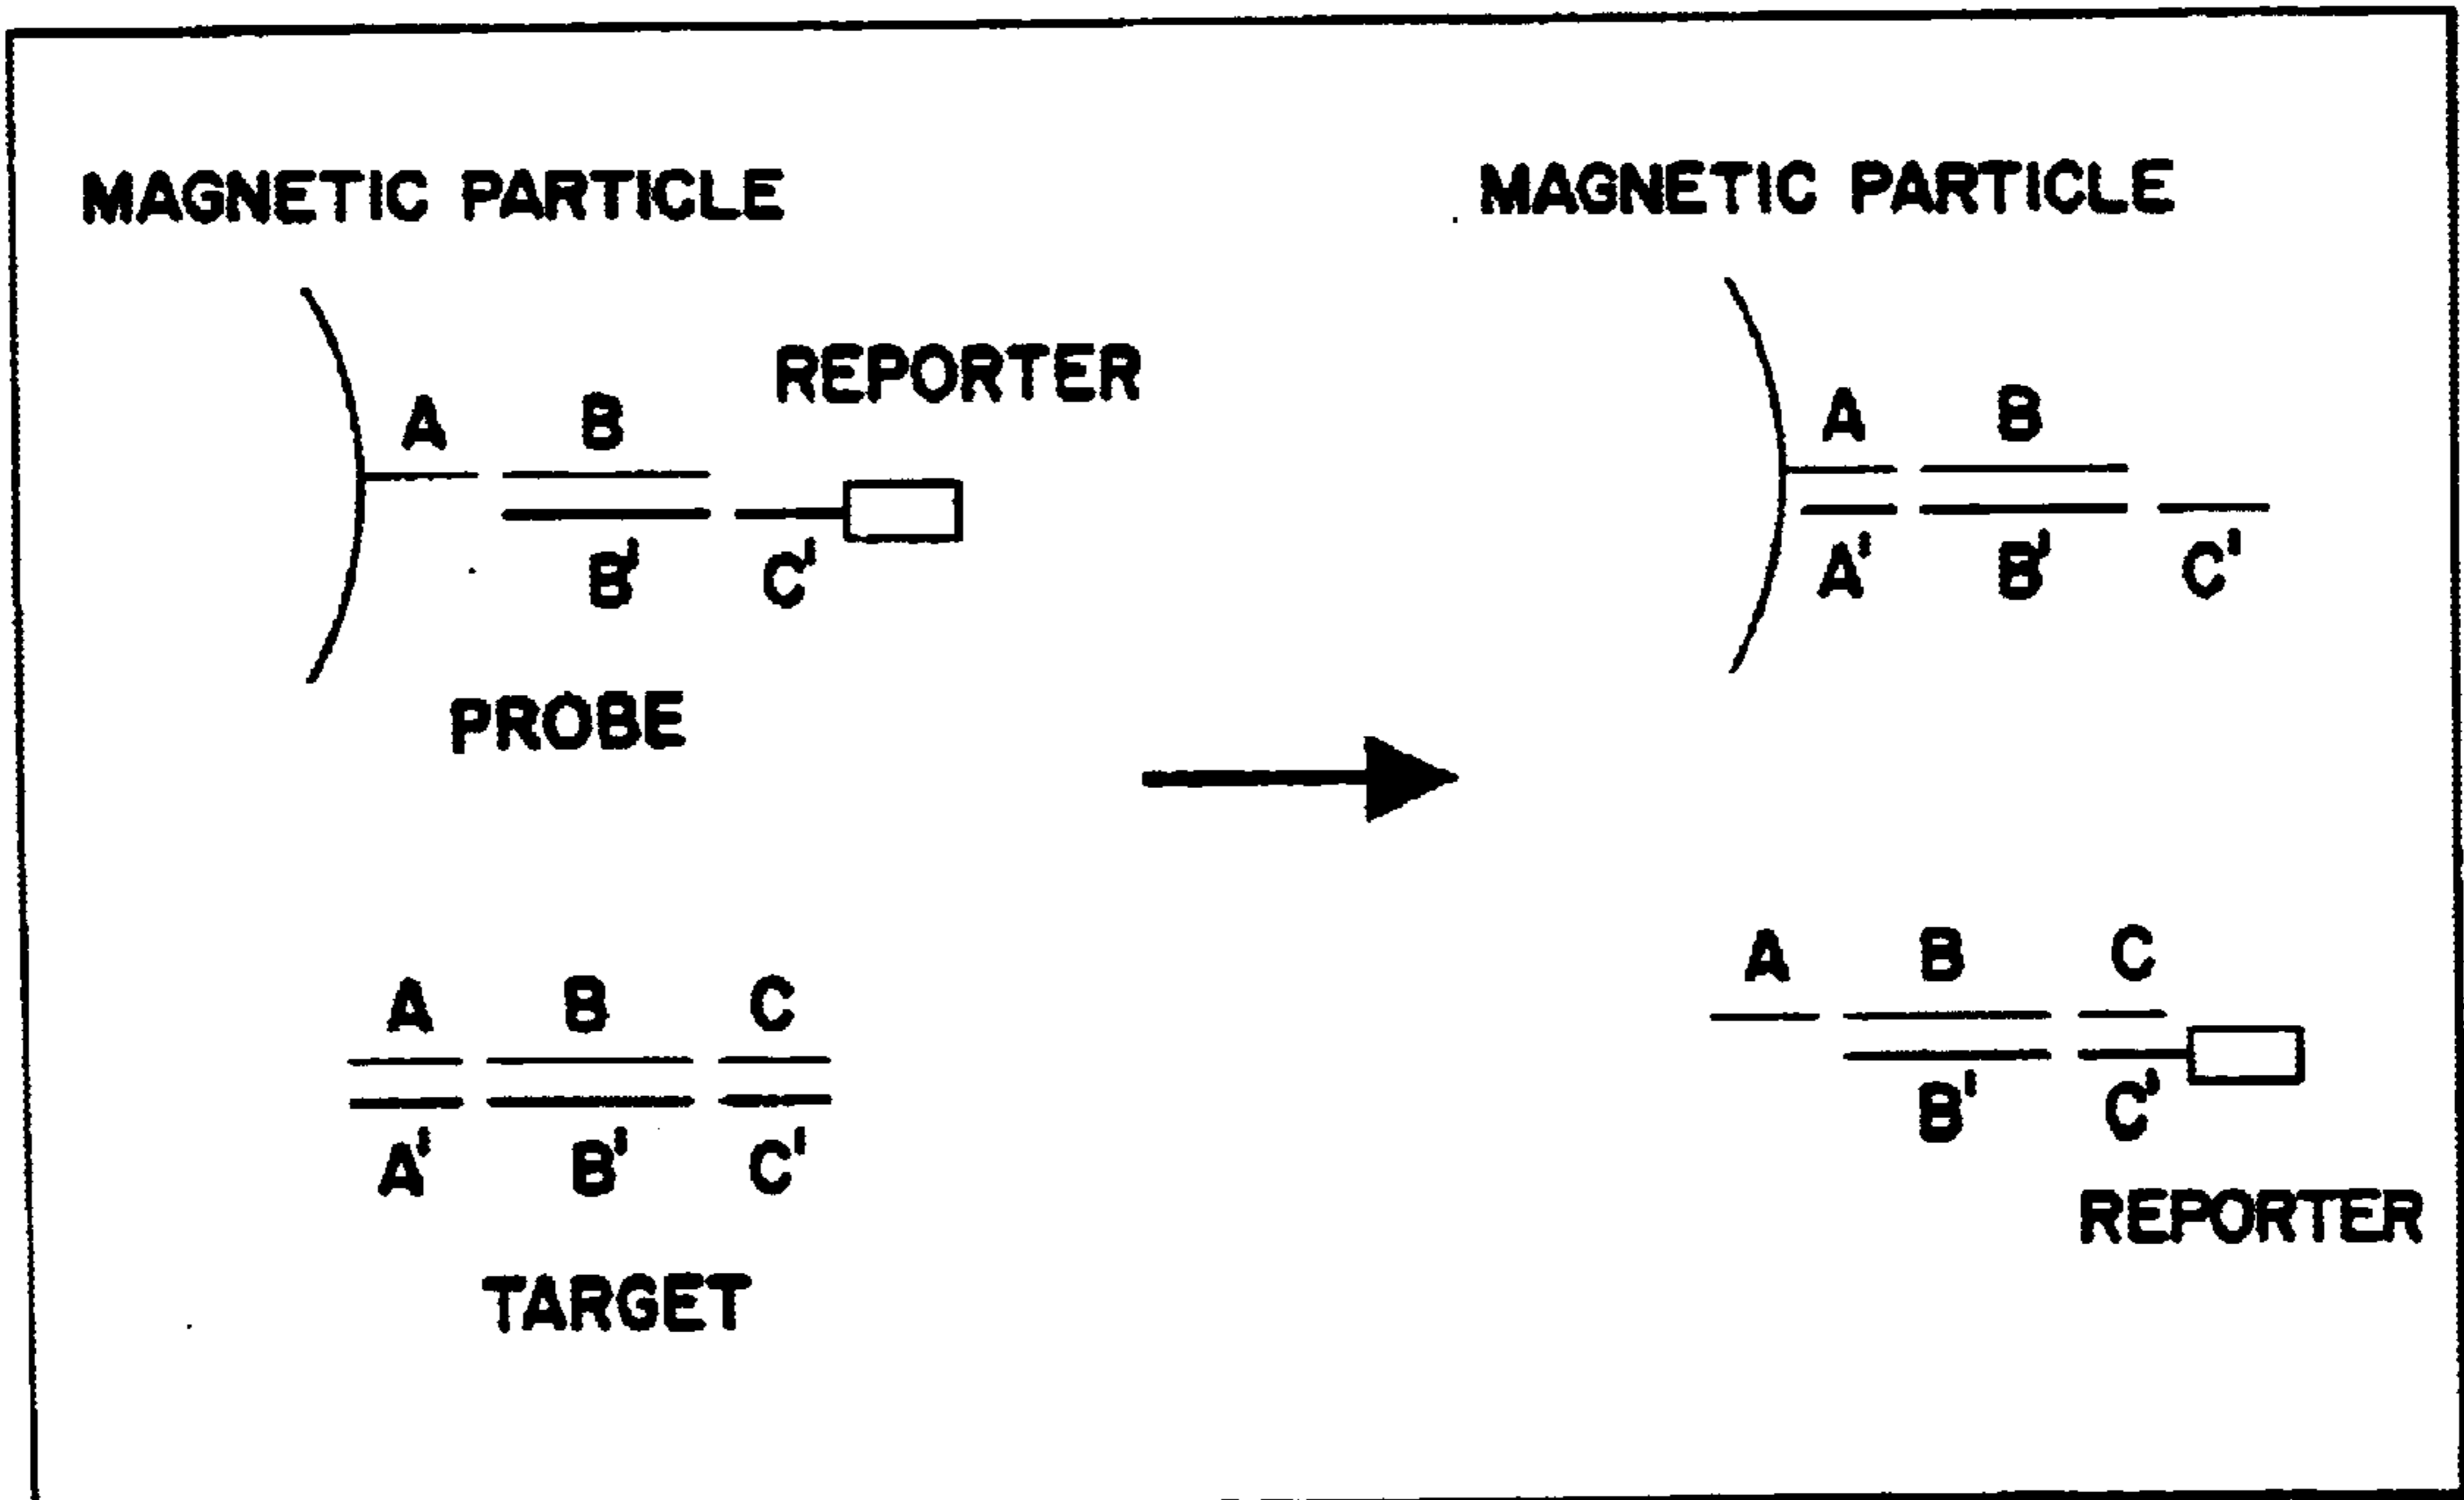 MAGNETIC PARTICLE
REPORTER
A B
B' C'
PROBE
A B C
A' B' C'
TARGET
MAGNETIC PARTICLE
A B
A' B' C'
A B C
B' C'
REPORTER